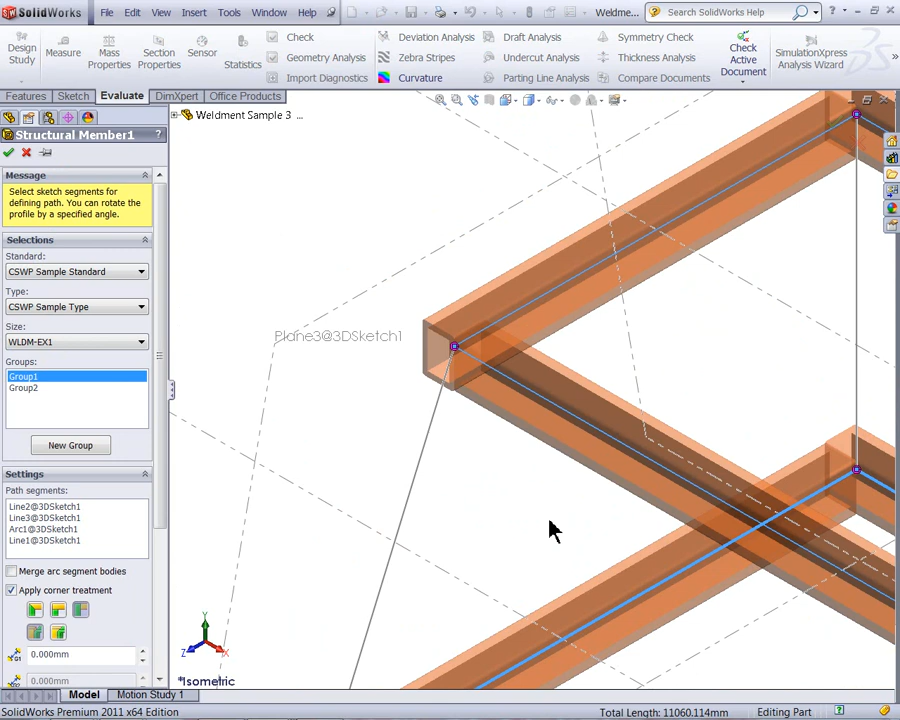 SolidWorks File Edit View Insert Tools Window Help Weldme... Search SolidWorks Help
Design Study
Measure
Mass Properties
Section Properties
Sensor
Statistics
Check
Geometry Analysis
Import Diagnostics
Deviation Analysis
Zebra Stripes
Curvature
Draft Analysis
Undercut Analysis
Parting Line Analysis
Symmetry Check
Thickness Analysis
Compare Documents
Check Active Document
SimulationXpress Analysis Wizard
Features Sketch Evaluate DimXpert Office Products
Weldment Sample 3 ...
Structural Member1 ?
Message
Select sketch segments for
defining path. You can rotate the
profile by a specified angle.
Selections
Standard:
CSWP Sample Standard
Type:
CSWP Sample Type
Size:
WLDM-EX1
Groups:
Group1
Group2
New Group
Settings
Path segments:
Line2@3DSketch1
Line3@3DSketch1
Arc1@3DSketch1
Line1@3DSketch1
Merge arc segment bodies
Apply corner treatment
G1
0.000mm
0.000mm
Plane3@3DSketch1
Y
Z
X
*Isometric
Model Motion Study 1
SolidWorks Premium 2011 x64 Edition Total Length: 11060.114mm Editing Part